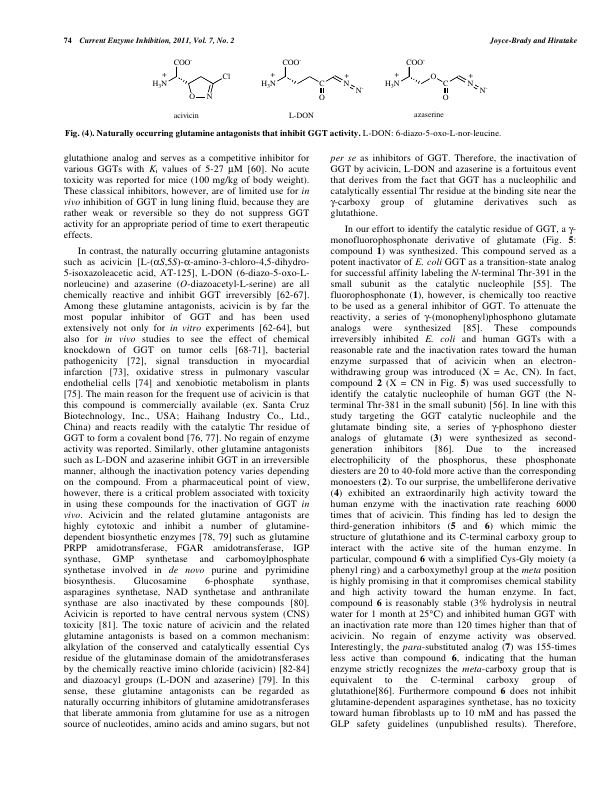 74 Current Enzyme Inhibition, 2011, Vol. 7, No. 2
Joyce-Brady and Hiratake
COO-
H3N
+
O
N
Cl
acivicin
COO-
H3N
+
O
+
N
N-
L-DON
COO-
H3N
+
O
O
+
N
N-
azaserine
Fig. (4). Naturally occurring glutamine antagonists that inhibit GGT activity. L-DON: 6-diazo-5-oxo-L-nor-leucine.
glutathione analog and serves as a competitive inhibitor for
various GGTs with Ki values of 5-27 μM [60]. No acute
toxicity was reported for mice (100 mg/kg of body weight).
These classical inhibitors, however, are of limited use for in
vivo inhibition of GGT in lung lining fluid, because they are
rather weak or reversible so they do not suppress GGT
activity for an appropriate period of time to exert therapeutic
effects.
In contrast, the naturally occurring glutamine antagonists
such as acivicin [L-(αS,5S)-α-amino-3-chloro-4,5-dihydro-
5-isoxazoleacetic acid, AT-125], L-DON (6-diazo-5-oxo-L-
norleucine) and azaserine (O-diazoacetyl-L-serine) are all
chemically reactive and inhibit GGT irreversibly [62-67].
Among these glutamine antagonists, acivicin is by far the
most popular inhibitor of GGT and has been used
extensively not only for in vitro experiments [62-64], but
also for in vivo studies to see the effect of chemical
knockdown of GGT on tumor cells [68-71], bacterial
pathogenicity [72], signal transduction in myocardial
infarction [73], oxidative stress in pulmonary vascular
endothelial cells [74] and xenobiotic metabolism in plants
[75]. The main reason for the frequent use of acivicin is that
this compound is commercially available (ex. Santa Cruz
Biotechnology, Inc., USA; Haihang Industry Co., Ltd.,
China) and reacts readily with the catalytic Thr residue of
GGT to form a covalent bond [76, 77]. No regain of enzyme
activity was reported. Similarly, other glutamine antagonists
such as L-DON and azaserine inhibit GGT in an irreversible
manner, although the inactivation potency varies depending
on the compound. From a pharmaceutical point of view,
however, there is a critical problem associated with toxicity
in using these compounds for the inactivation of GGT in
vivo. Acivicin and the related glutamine antagonists are
highly cytotoxic and inhibit a number of glutamine-
dependent biosynthetic enzymes [78, 79] such as glutamine
PRPP amidotransferase, FGAR amidotransferase, IGP
synthase, GMP synthetase and carbomoylphosphate
synthetase involved in de novo purine and pyrimidine
biosynthesis. Glucosamine 6-phosphate synthase,
asparagines synthetase, NAD synthetase and anthranilate
synthase are also inactivated by these compounds [80].
Acivicin is reported to have central nervous system (CNS)
toxicity [81]. The toxic nature of acivicin and the related
glutamine antagonists is based on a common mechanism:
alkylation of the conserved and catalytically essential Cys
residue of the glutaminase domain of the amidotransferases
by the chemically reactive imino chloride (acivicin) [82-84]
and diazoacyl groups (L-DON and azaserine) [79]. In this
sense, these glutamine antagonists can be regarded as
naturally occurring inhibitors of glutamine amidotransferases
that liberate ammonia from glutamine for use as a nitrogen
source of nucleotides, amino acids and amino sugars, but not
per se as inhibitors of GGT. Therefore, the inactivation of
GGT by acivicin, L-DON and azaserine is a fortuitous event
that derives from the fact that GGT has a nucleophilic and
catalytically essential Thr residue at the binding site near the
γ-carboxy group of glutamine derivatives such as
glutathione.
In our effort to identify the catalytic residue of GGT, a γ-
monofluorophosphonate derivative of glutamate (Fig. 5:
compound 1) was synthesized. This compound served as a
potent inactivator of E. coli GGT as a transition-state analog
for successful affinity labeling the N-terminal Thr-391 in the
small subunit as the catalytic nucleophile [55]. The
fluorophosphonate (1), however, is chemically too reactive
to be used as a general inhibitor of GGT. To attenuate the
reactivity, a series of γ-(monophenyl)phosphono glutamate
analogs were synthesized [85]. These compounds
irreversibly inhibited E. coli and human GGTs with a
reasonable rate and the inactivation rates toward the human
enzyme surpassed that of acivicin when an electron-
withdrawing group was introduced (X = Ac, CN). In fact,
compound 2 (X = CN in Fig. 5) was used successfully to
identify the catalytic nucleophile of human GGT (the N-
terminal Thr-381 in the small subunit) [56]. In line with this
study targeting the GGT catalytic nucleophile and the
glutamate binding site, a series of γ-phosphono diester
analogs of glutamate (3) were synthesized as second-
generation inhibitors [86]. Due to the increased
electrophilicity of the phosphorus, these phosphonate
diesters are 20 to 40-fold more active than the corresponding
monoesters (2). To our surprise, the umbelliferone derivative
(4) exhibited an extraordinarily high activity toward the
human enzyme with the inactivation rate reaching 6000
times that of acivicin. This finding has led to design the
third-generation inhibitors (5 and 6) which mimic the
structure of glutathione and its C-terminal carboxy group to
interact with the active site of the human enzyme. In
particular, compound 6 with a simplified Cys-Gly moiety (a
phenyl ring) and a carboxymethyl group at the meta position
is highly promising in that it compromises chemical stability
and high activity toward the human enzyme. In fact,
compound 6 is reasonably stable (3% hydrolysis in neutral
water for 1 month at 25°C) and inhibited human GGT with
an inactivation rate more than 120 times higher than that of
acivicin. No regain of enzyme activity was observed.
Interestingly, the para-substituted analog (7) was 155-times
less active than compound 6, indicating that the human
enzyme strictly recognizes the meta-carboxy group that is
equivalent to the C-terminal carboxy group of
glutathione[86]. Furthermore compound 6 does not inhibit
glutamine-dependent asparagines synthetase, has no toxicity
toward human fibroblasts up to 10 mM and has passed the
GLP safety guidelines (unpublished results). Therefore,